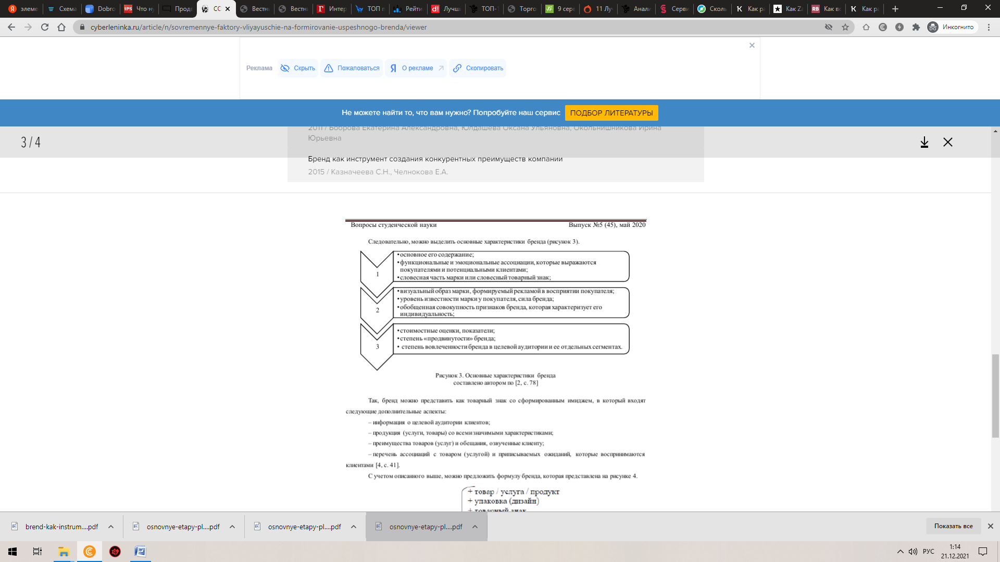 элеме
Схема
Dobro
Что ну
Продв
СС
Вестни
Вестни
Интер
ТОП п
Рейти
Лучш
ТОП-1
Торго
9 серв
11 Лу
Анали
Серви
Сколь
Как ра
Как Za
Как вс
Как ра
cyberleninka.ru/article/n/sovremennye-faktory-vliyayuschie-na-formirovanie-uspeshnogo-brenda/viewer
Инкогнито
Реклама Скрыть Пожаловаться О рекламе Скопировать
Не можете найти то, что вам нужно? Попробуйте наш сервис ПОДБОР ЛИТЕРАТУРЫ
2011 / Боброва Екатерина Александровна, Юлдашева Оксана Ульяновна, Окольнишникова Ирина
Юрьевна
3 / 4
Бренд как инструмент создания конкурентных преимуществ компании
2015 / Казначеева С.Н., Челнокова Е.А.
Вопросы студенческой науки Выпуск №5 (45), май 2020
Следовательно, можно выделить основные характеристики бренда (рисунок 3).
1
•основное его содержание;
•функциональные и эмоциональные ассоциации, которые выражаются
покупателями и потенциальными клиентами;
•словесная часть марки или словесный товарный знак;
2
•визуальный образ марки, формируемый рекламой в восприятии покупателя;
•уровень известности марки у покупателя, сила бренда;
•обобщенная совокупность признаков бренда, которая характеризует его
индивидуальность;
3
•стоимостные оценки, показатели;
•степень «продвинутости» бренда;
• степень вовлеченности бренда в целевой аудитории и ее отдельных сегментах.
Рисунок 3. Основные характеристики бренда
составлено автором по [2, с. 78]
Так, бренд можно представить как товарный знак со сформированным имиджем, в который входят
следующие дополнительные аспекты:
– информация о целевой аудитории клиентов;
– продукция (услуги, товары) со всеми значимыми характеристиками;
– преимущества товаров (услуг) и обещания, озвученные клиенту;
– перечень ассоциаций с товаром (услугой) и приписываемых ожиданий, которые воспринимаются
клиентами [4, с. 41].
С учетом описанного выше, можно предложить формулу бренда, которая представлена на рисунке 4.
+ товар / услуга / продукт
+ упаковка (дизайн)
+ товарный знак
brend-kak-instrum....pdf
osnovnye-etapy-pl....pdf
osnovnye-etapy-pl....pdf
osnovnye-etapy-pl....pdf
Показать все
РУС
1:14
21.12.2021